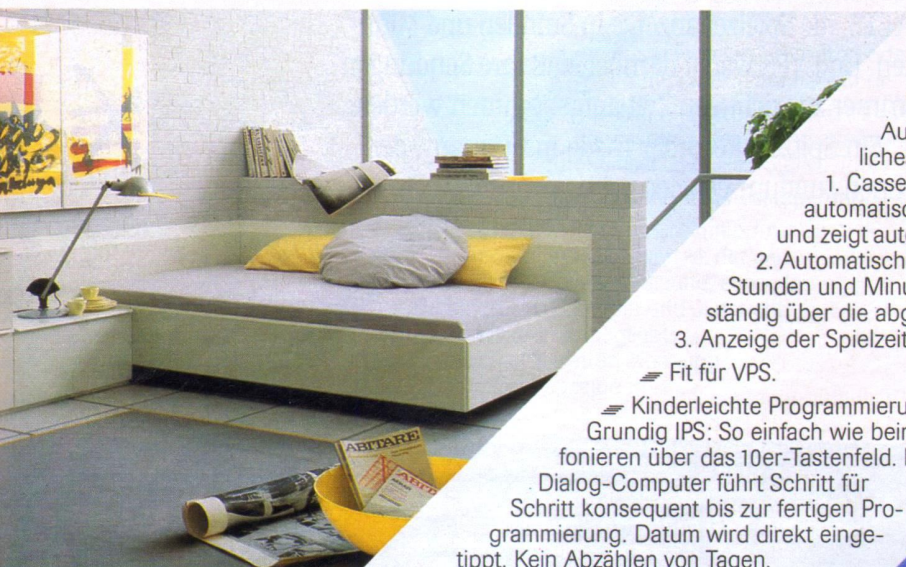 Au
liches
1. Casse
automatisc
und zeigt auto
2. Automatisch
Stunden und Minu
ständig über die abg
3. Anzeige der Spielzeit
Fit für VPS.
Kinderleichte Programmieru
Grundig IPS: So einfach wie beim
fonieren über das 10er-Tastenfeld.
Dialog-Computer führt Schritt für
Schritt konsequent bis zur fertigen Pro-
grammierung. Datum wird direkt einge-
tippt. Kein Abzählen von Tagen.
ABITARE